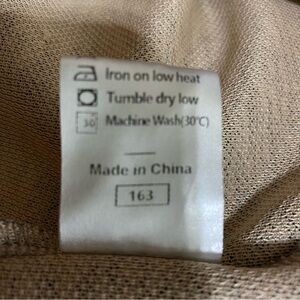 Iron on low heat
Tumble dry low
30 Machine Wash(30℃)
Made in China
163